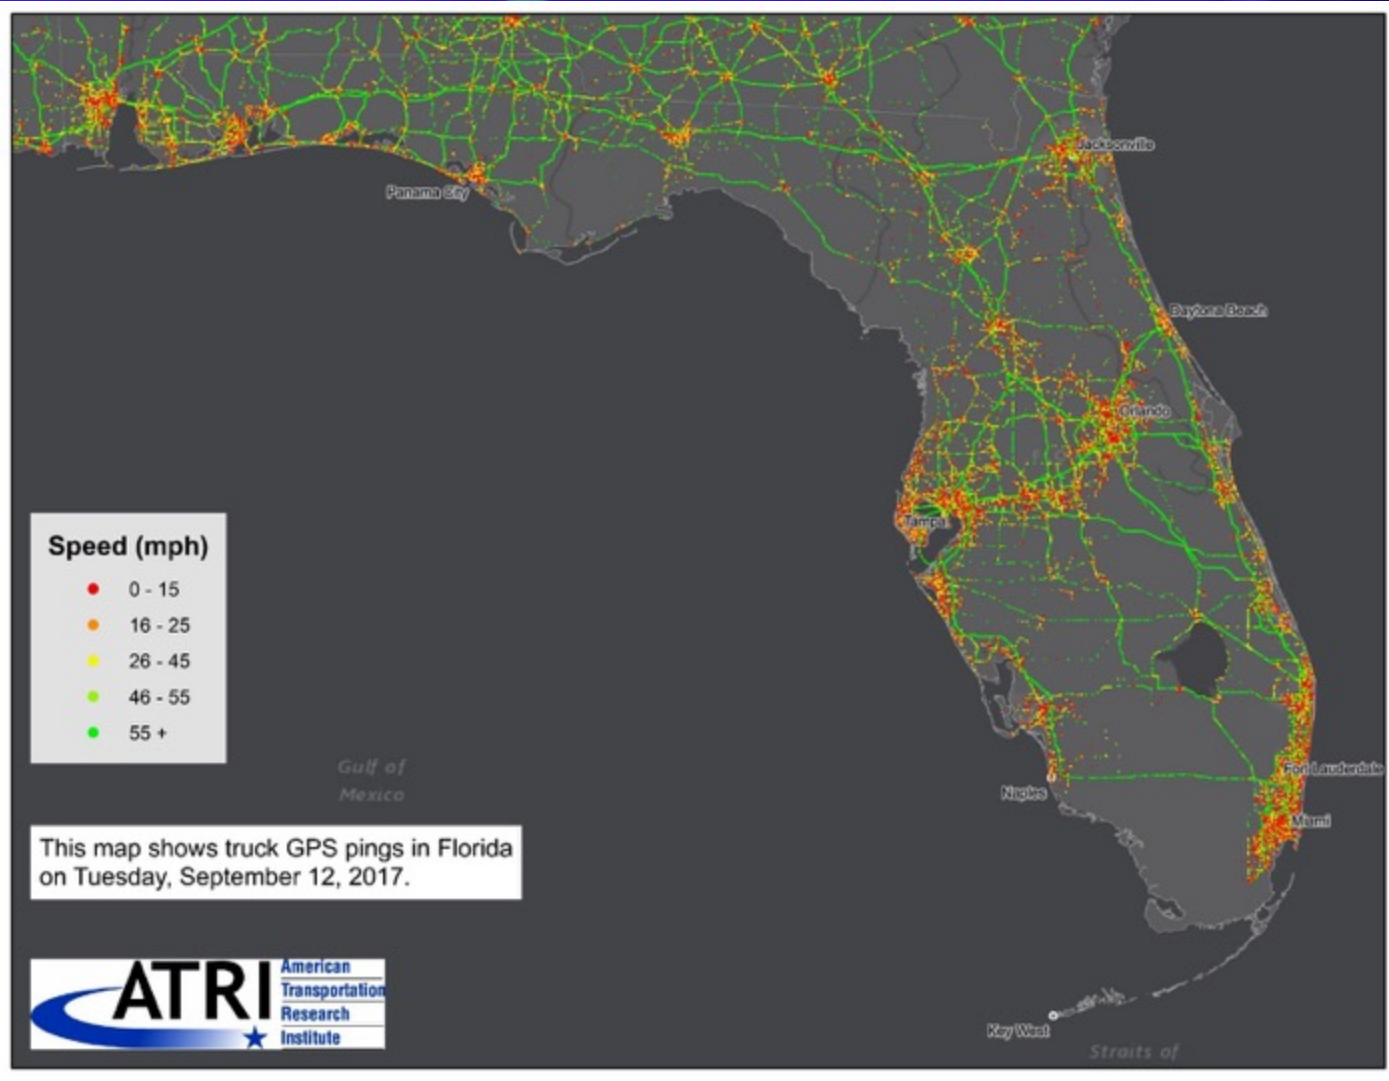 Jacksonville
Panama City
Daytona Beach
Orlando
Tampa
Speed (mph)
0 - 15
16 - 25
26 - 45
46 - 55
55 +
Gulf of
Mexico
Fort Lauderdale
Naples
Miami
This map shows truck GPS pings in Florida
on Tuesday, September 12, 2017.
ATRI
American
Transportation
Research
Institute
Key West
Straits of